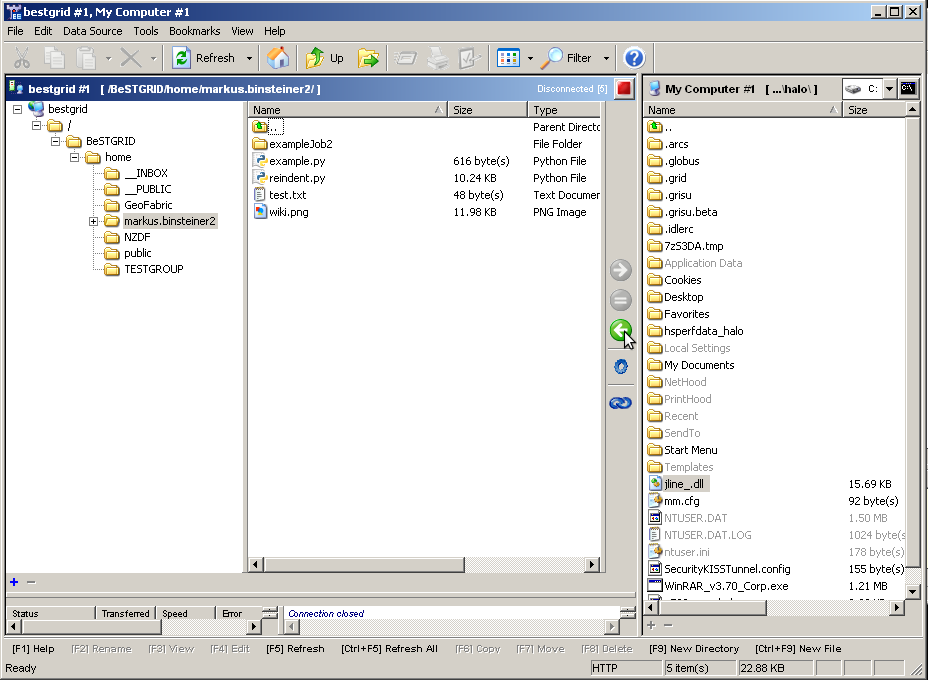 bestgrid #1, My Computer #1
File Edit Data Source Tools Bookmarks View Help
Refresh Up Filter
bestgrid #1 [ /BeSTGRID/home/markus.binsteiner2/ ] Disconnected [5]
bestgrid
/
BeSTGRID
home
__INBOX
__PUBLIC
GeoFabric
markus.binsteiner2
NZDF
public
TESTGROUP
Name Size Type
.. Parent Directo
exampleJob2 File Folder
example.py 616 byte(s) Python File
reindent.py 10.24 KB Python File
test.txt 48 byte(s) Text Documen
wiki.png 11.98 KB PNG Image
My Computer #1 [ ...\halo\ ] C:
Name Size
..
.arcs
.globus
.grid
.grisu
.grisu.beta
.idlerc
7zS3DA.tmp
Application Data
Cookies
Desktop
Favorites
hsperfdata_halo
Local Settings
My Documents
NetHood
PrintHood
Recent
SendTo
Start Menu
Templates
jline_.dll 15.69 KB
mm.cfg 92 byte(s)
NTUSER.DAT 1.50 MB
NTUSER.DAT.LOG 1024 byte(s
ntuser.ini 178 byte(s)
SecurityKISSTunnel.config 155 byte(s)
WinRAR_v3.70_Corp.exe 1.21 MB
Status Transferred Speed Error
Connection closed
[F1] Help [F2] Rename [F3] View [F4] Edit [F5] Refresh [Ctrl+F5] Refresh All [F6] Copy [F7] Move [F8] Delete [F9] New Directory [Ctrl+F9] New File
Ready HTTP 5 item(s) 22.88 KB